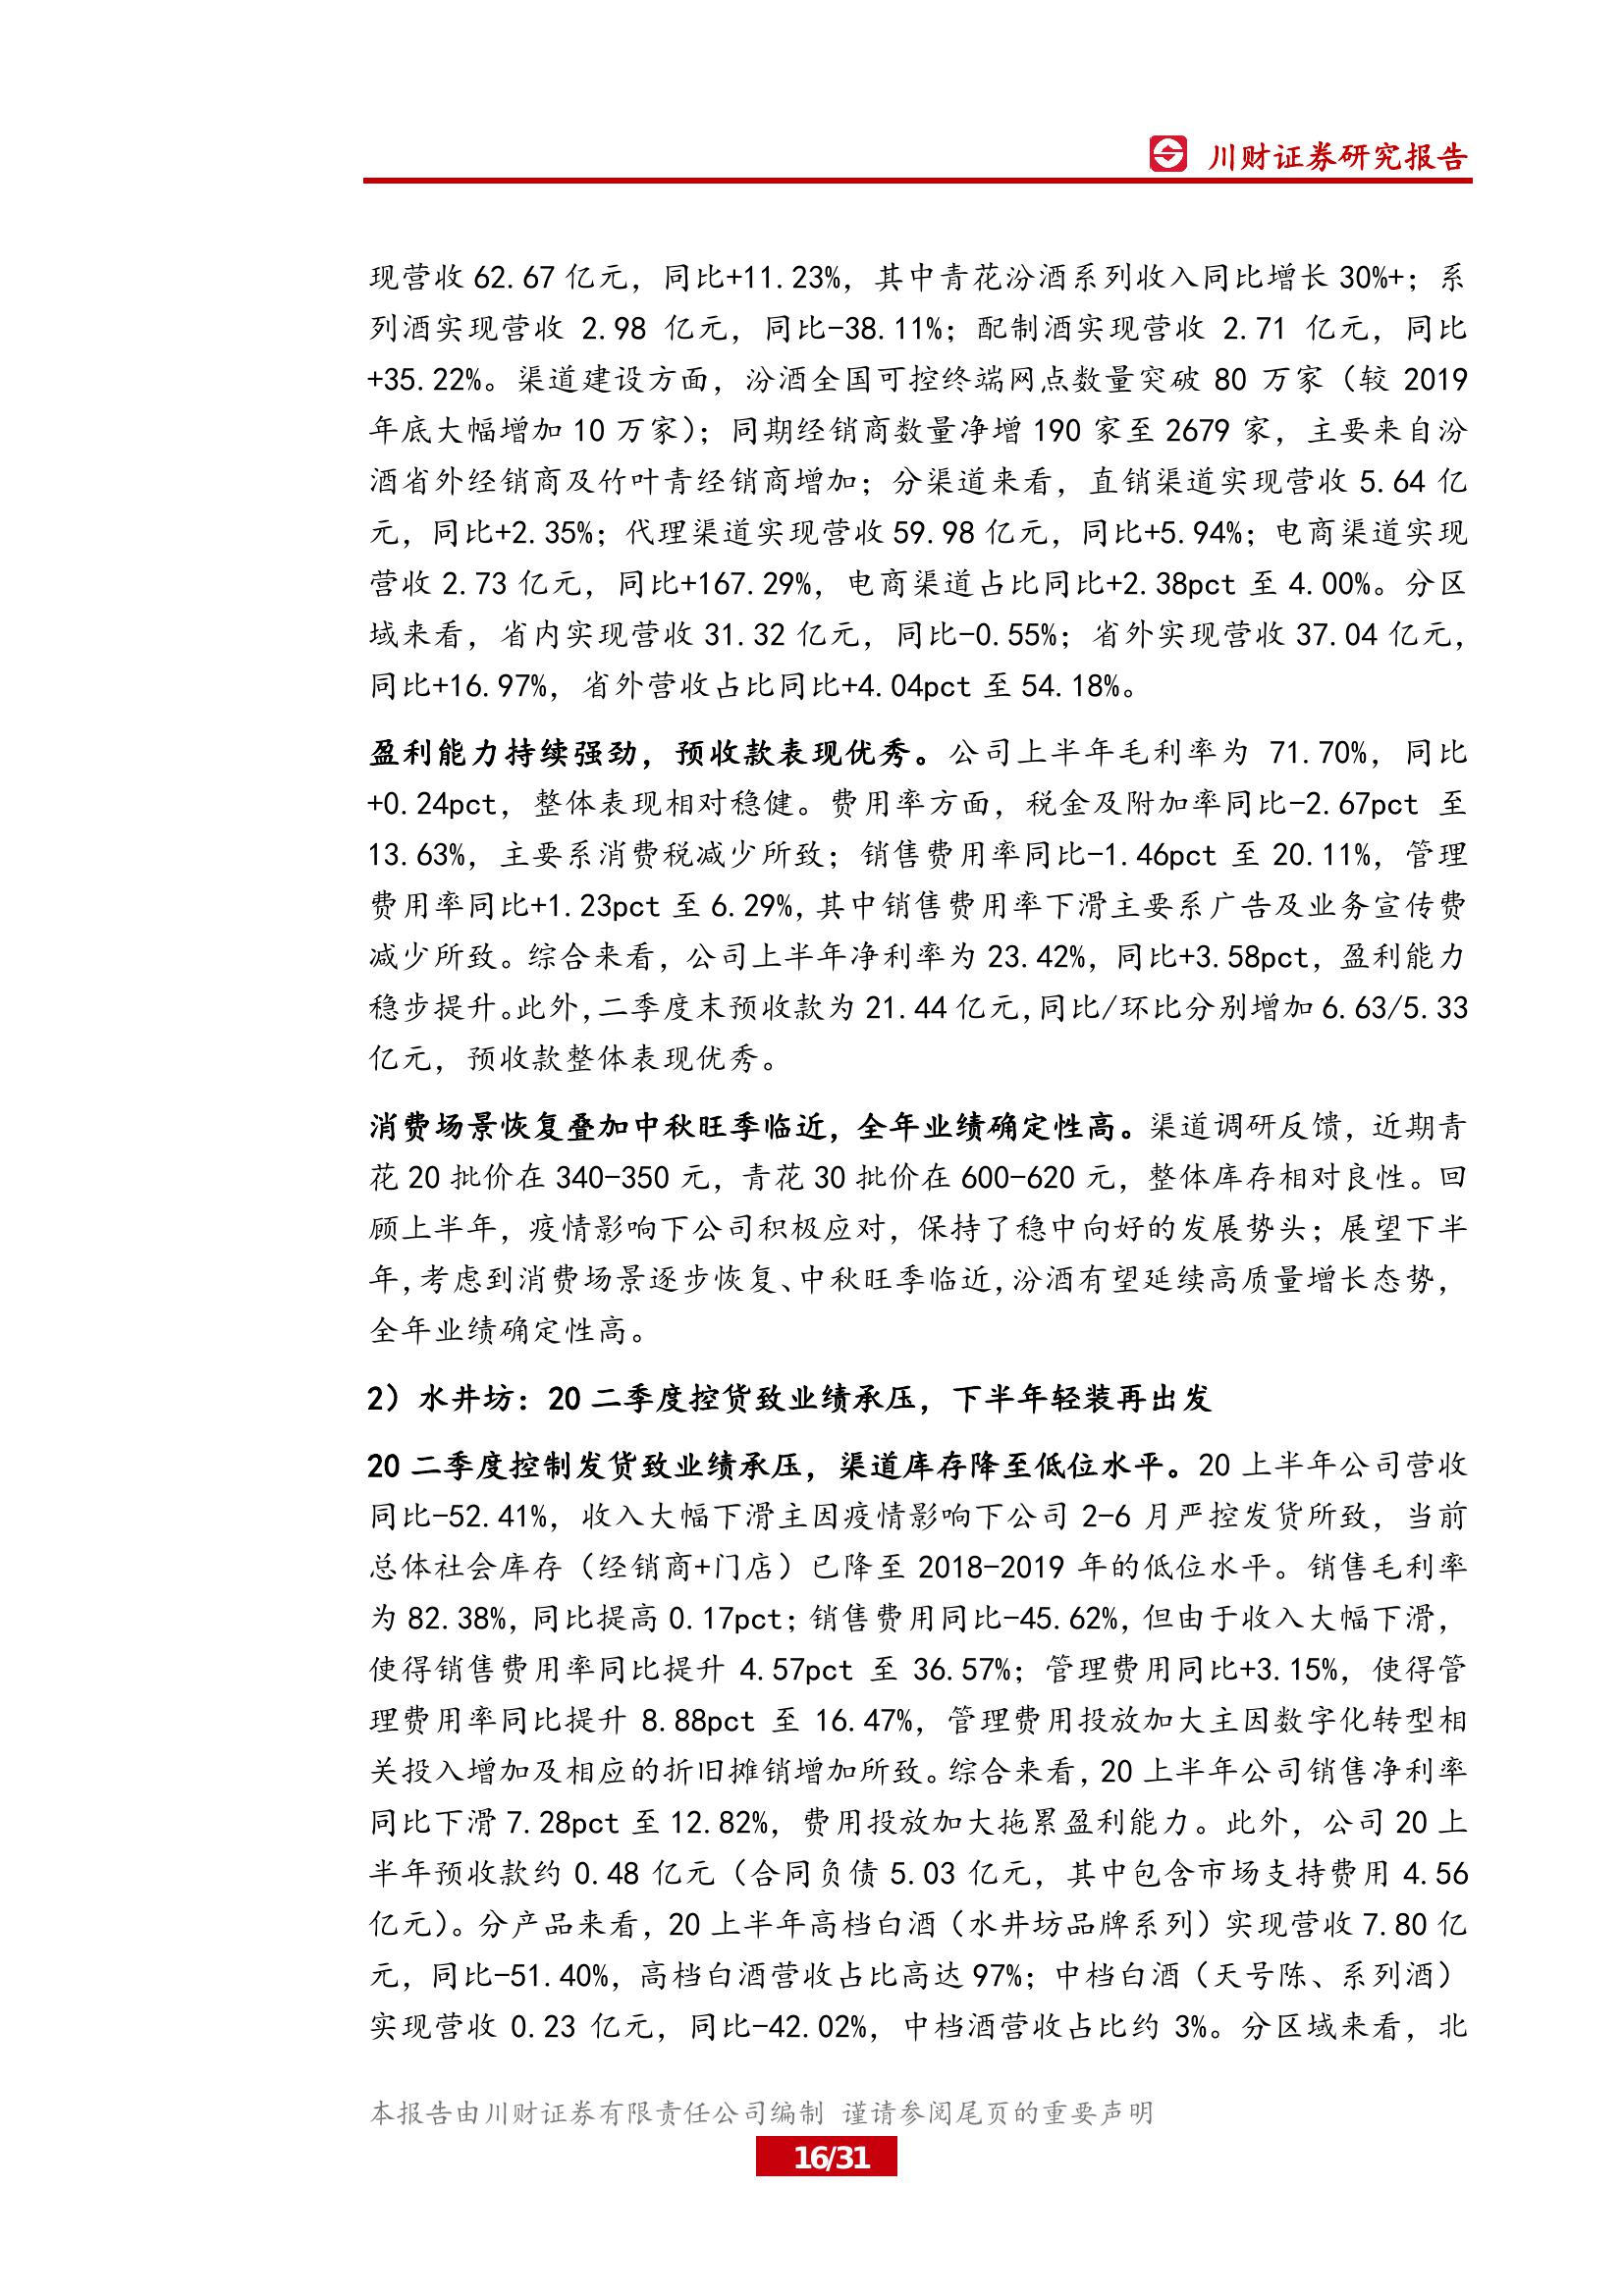 川财证券研究报告
现营收 62.67 亿元，同比+11.23%，其中青花汾酒系列收入同比增长 30%+；系
列酒实现营收 2.98 亿元，同比-38.11%；配制酒实现营收 2.71 亿元，同比
+35.22%。渠道建设方面，汾酒全国可控终端网点数量突破 80 万家（较 2019
年底大幅增加 10 万家）；同期经销商数量净增 190 家至 2679 家，主要来自汾
酒省外经销商及竹叶青经销商增加；分渠道来看，直销渠道实现营收 5.64 亿
元，同比+2.35%；代理渠道实现营收 59.98 亿元，同比+5.94%；电商渠道实现
营收 2.73 亿元，同比+167.29%，电商渠道占比同比+2.38pct 至 4.00%。分区
域来看，省内实现营收 31.32 亿元，同比-0.55%；省外实现营收 37.04 亿元，
同比+16.97%，省外营收占比同比+4.04pct 至 54.18%。
盈利能力持续强劲，预收款表现优秀。公司上半年毛利率为 71.70%，同比
+0.24pct，整体表现相对稳健。费用率方面，税金及附加率同比-2.67pct 至
13.63%，主要系消费税减少所致；销售费用率同比-1.46pct 至 20.11%，管理
费用率同比+1.23pct 至 6.29%，其中销售费用率下滑主要系广告及业务宣传费
减少所致。综合来看，公司上半年净利率为 23.42%，同比+3.58pct，盈利能力
稳步提升。此外，二季度末预收款为 21.44 亿元，同比/环比分别增加 6.63/5.33
亿元，预收款整体表现优秀。
消费场景恢复叠加中秋旺季临近，全年业绩确定性高。渠道调研反馈，近期青
花 20 批价在 340-350 元，青花 30 批价在 600-620 元，整体库存相对良性。回
顾上半年，疫情影响下公司积极应对，保持了稳中向好的发展势头；展望下半
年，考虑到消费场景逐步恢复、中秋旺季临近，汾酒有望延续高质量增长态势，
全年业绩确定性高。
2）水井坊：20 二季度控货致业绩承压，下半年轻装再出发
20 二季度控制发货致业绩承压，渠道库存降至低位水平。20 上半年公司营收
同比-52.41%，收入大幅下滑主因疫情影响下公司 2-6 月严控发货所致，当前
总体社会库存（经销商+门店）已降至 2018-2019 年的低位水平。销售毛利率
为 82.38%，同比提高 0.17pct；销售费用同比-45.62%，但由于收入大幅下滑，
使得销售费用率同比提升 4.57pct 至 36.57%；管理费用同比+3.15%，使得管
理费用率同比提升 8.88pct 至 16.47%，管理费用投放加大主因数字化转型相
关投入增加及相应的折旧摊销增加所致。综合来看，20 上半年公司销售净利率
同比下滑 7.28pct 至 12.82%，费用投放加大拖累盈利能力。此外，公司 20 上
半年预收款约 0.48 亿元（合同负债 5.03 亿元，其中包含市场支持费用 4.56
亿元）。分产品来看，20 上半年高档白酒（水井坊品牌系列）实现营收 7.80 亿
元，同比-51.40%，高档白酒营收占比高达 97%；中档白酒（天号陈、系列酒）
实现营收 0.23 亿元，同比-42.02%，中档酒营收占比约 3%。分区域来看，北
本报告由川财证券有限责任公司编制 谨请参阅尾页的重要声明
16/31